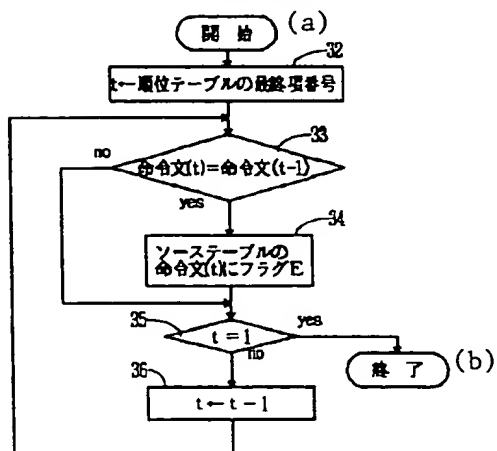 開 始
(a)
32
t←順位テーブルの最終項番号
33
no
命令文(t)=命令文(t-1)
yes
34
ソーステーブルの
命令文(t)にフラグE
35
yes
t = 1
no
終 了
(b)
36
t ← t - 1